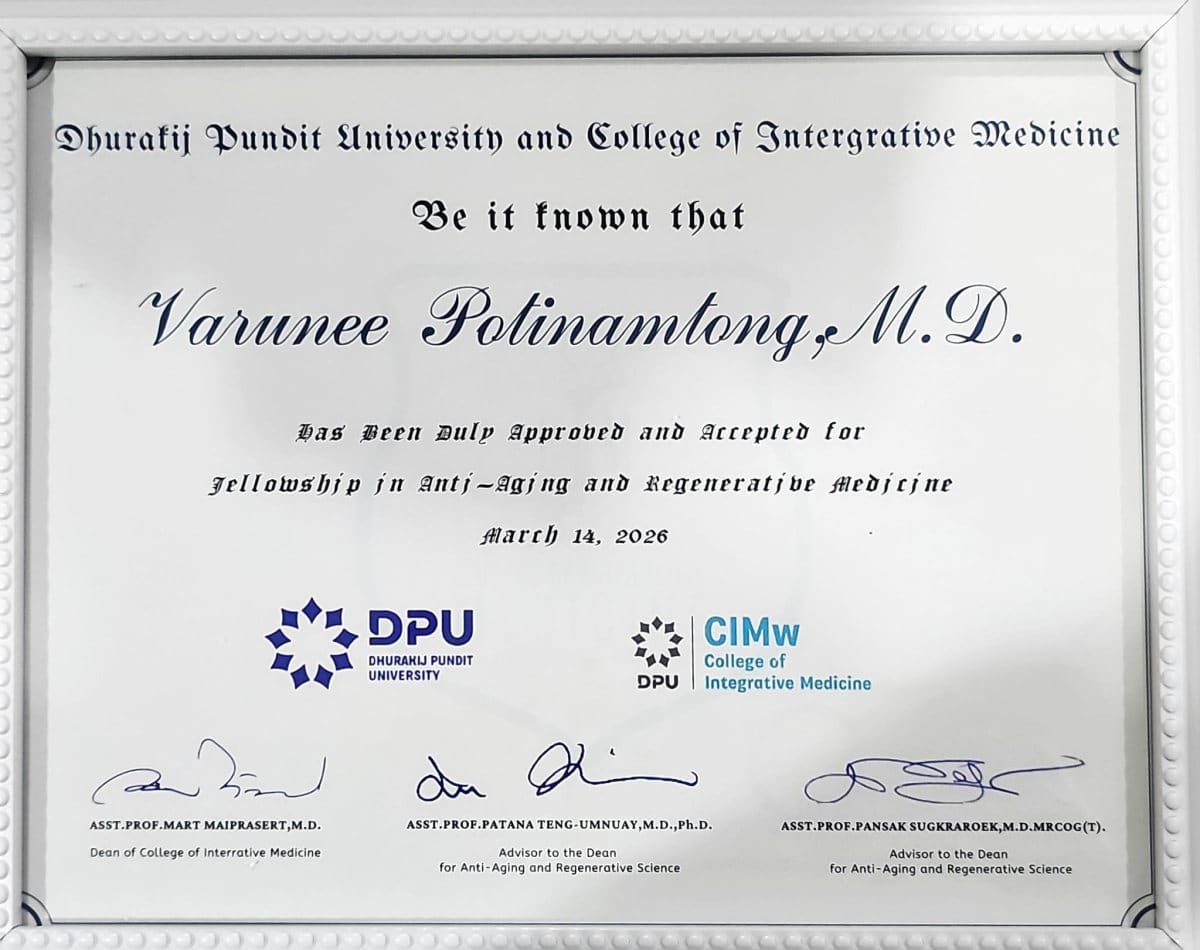 Dhurakij Pundit University and College of Intergrative Medicine
Be it known that
Varunee Potinamtong, M.D.
Has Been Duly Approved and Accepted for
Fellowship in Anti-Aging and Regenerative Medicine
March 14, 2026
DPU
DHURAKIJ PUNDIT
UNIVERSITY
DPU
CIMw
College of
Integrative Medicine
ASST.PROF.MART MAIPRASERT,M.D.
Dean of College of Interrative Medicine
ASST.PROF.PATANA TENG-UMNUAY,M.D.,Ph.D.
Advisor to the Dean
for Anti-Aging and Regenerative Science
ASST.PROF.PANSAK SUGKRAROEK,M.D.MRCOG(T).
Advisor to the Dean
for Anti-Aging and Regenerative Science